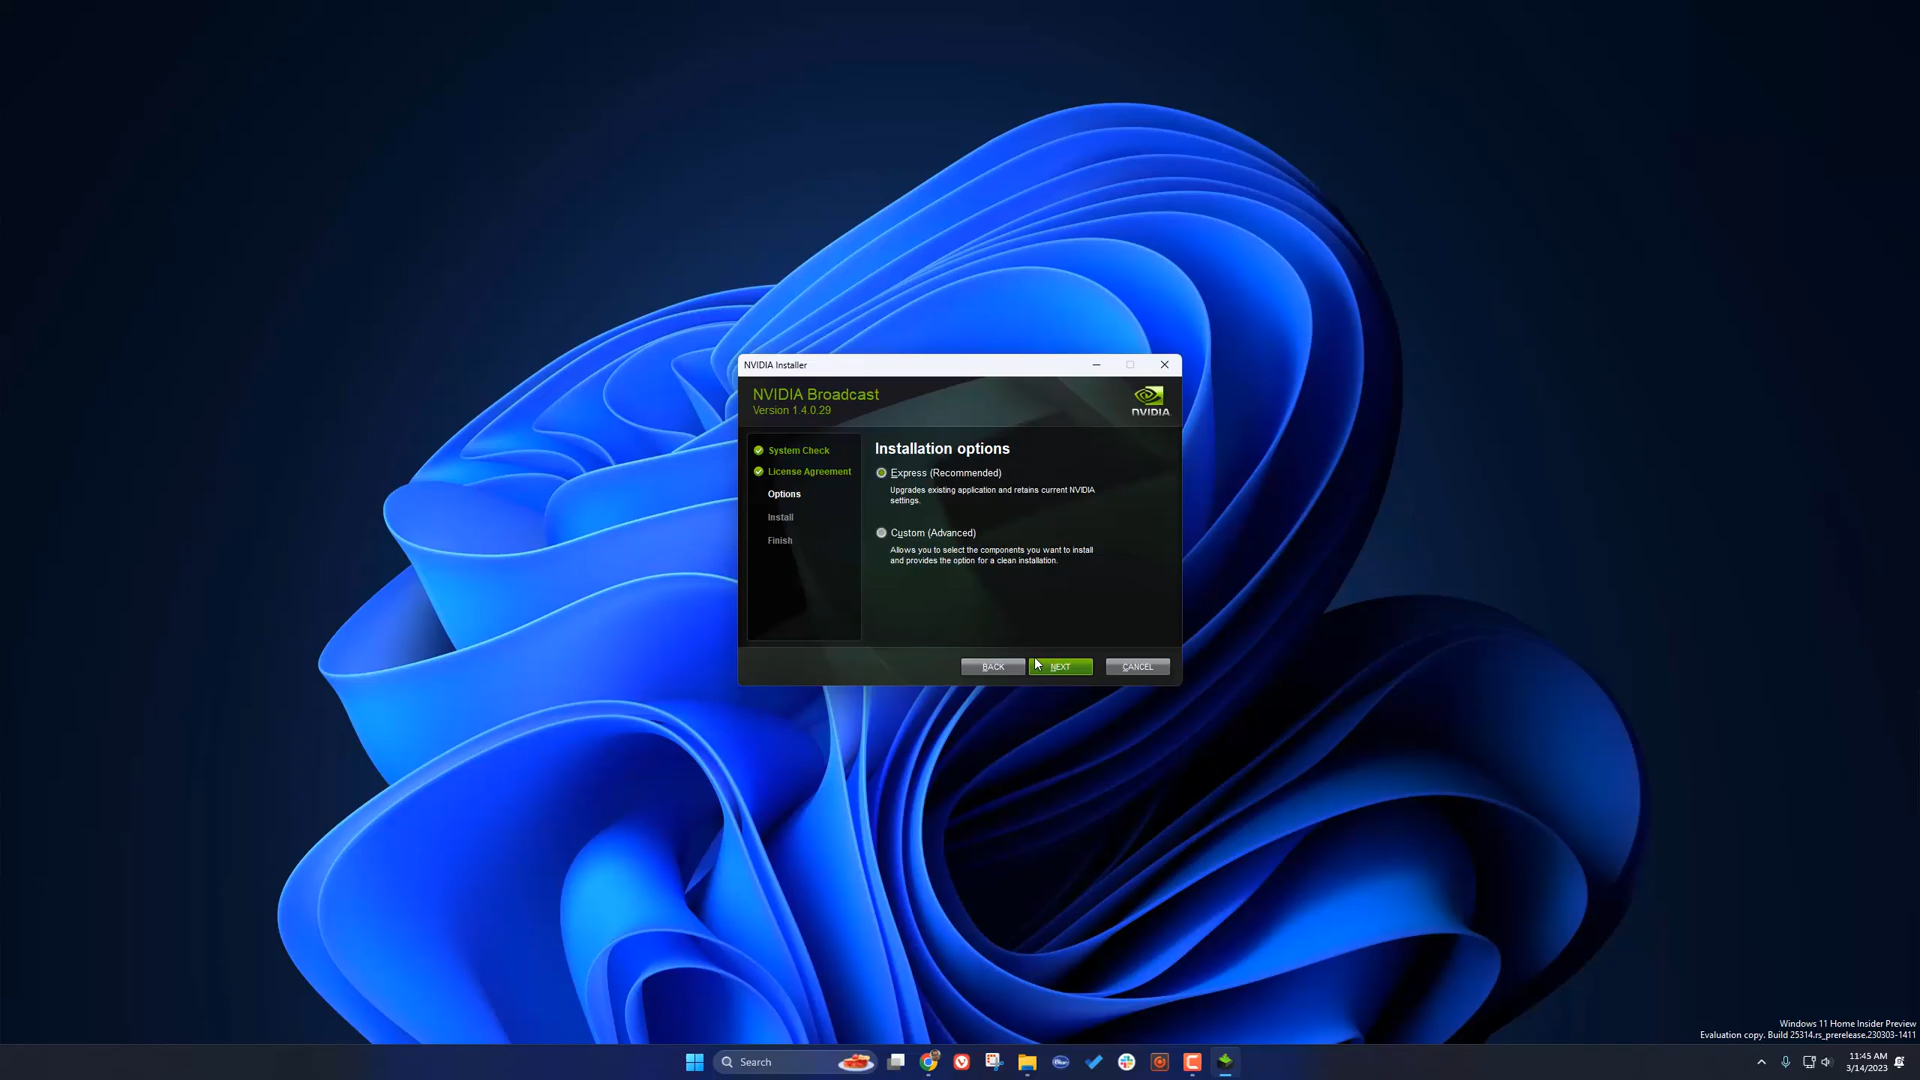 NVIDIA Installer
NVIDIA Broadcast
Version 1.4.0.29
NVIDIA
System Check
License Agreement
Options
Install
Finish
Installation options
Express (Recommended)
Upgrades existing application and retains current NVIDIA
settings.
Custom (Advanced)
Allows you to select the components you want to install
and provides the option for a clean installation.
BACK
NEXT
CANCEL
Windows 11 Home Insider Preview
Evaluation copy. Build 25314.rs_prerelease.230303-1411
Search
11:45 AM
3/14/2023